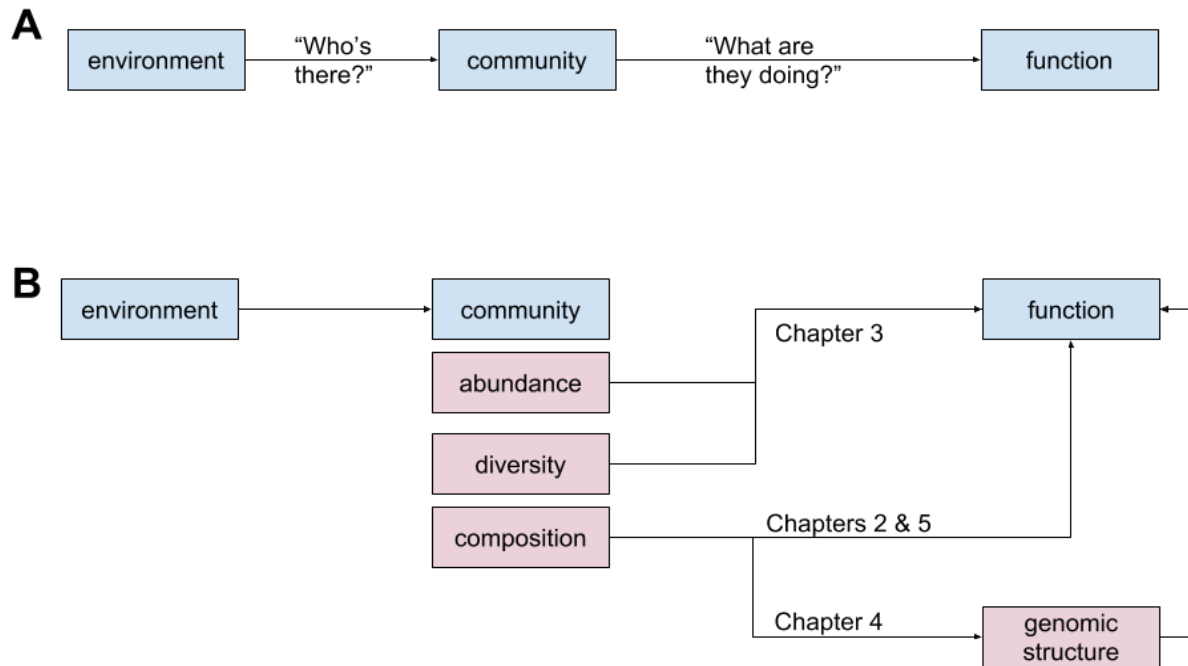 A
environment
“Who’s
there?”
community
“What are
they doing?”
function
B
environment
community
function
Chapter 3
abundance
diversity
composition
Chapters 2 & 5
Chapter 4
genomic
structure